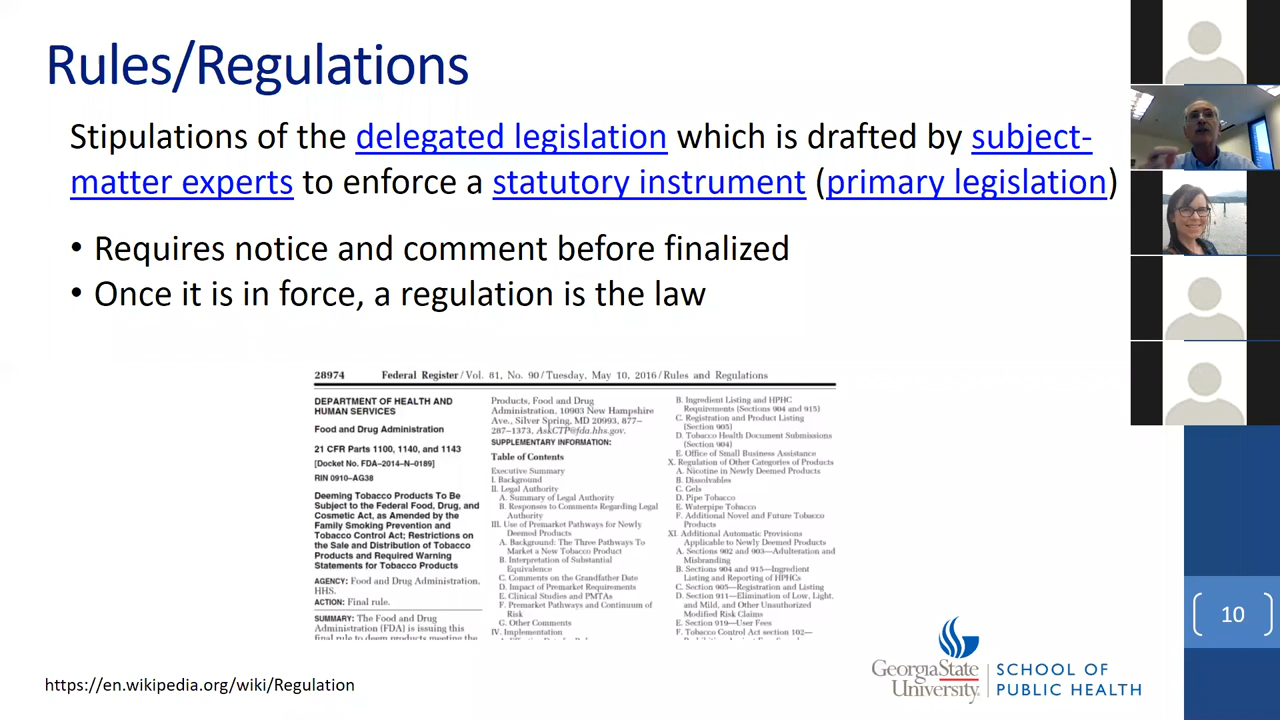 Rules/Regulations
Stipulations of the delegated legislation which is drafted by subject-
matter experts to enforce a statutory instrument (primary legislation)
• Requires notice and comment before finalized
• Once it is in force, a regulation is the law
28974 Federal Register / Vol. 81, No. 90 / Tuesday, May 10, 2016 / Rules and Regulations
DEPARTMENT OF HEALTH AND
HUMAN SERVICES
Food and Drug Administration
21 CFR Parts 1100, 1140, and 1143
[Docket No. FDA–2014–N–0189]
RIN 0910–AG38
Deeming Tobacco Products To Be
Subject to the Federal Food, Drug, and
Cosmetic Act, as Amended by the
Family Smoking Prevention and
Tobacco Control Act; Restrictions on
the Sale and Distribution of Tobacco
Products and Required Warning
Statements for Tobacco Products
AGENCY: Food and Drug Administration,
HHS.
ACTION: Final rule.
SUMMARY: The Food and Drug
Administration (FDA) is issuing this
final rule to deem products meeting the
Products, Food and Drug
Administration, 10903 New Hampshire
Ave., Silver Spring, MD 20993, 877–
287–1373, AskCTP@fda.hhs.gov.
SUPPLEMENTARY INFORMATION:
Table of Contents
Executive Summary
I. Background
II. Legal Authority
A. Summary of Legal Authority
B. Responses to Comments Regarding Legal
Authority
III. Use of Premarket Pathways for Newly
Deemed Products
A. Background: The Three Pathways To
Market a New Tobacco Product
B. Interpretation of Substantial
Equivalence
C. Comments on the Grandfather Date
D. Impact of Premarket Requirements
E. Clinical Studies and PMTAs
F. Premarket Pathways and Continuum of
Risk
G. Other Comments
IV. Implementation
B. Ingredient Listing and HPHC
Requirements (Sections 904 and 915)
C. Registration and Product Listing
(Section 905)
D. Tobacco Health Document Submissions
(Section 904)
E. Office of Small Business Assistance
X. Regulation of Other Categories of Products
A. Nicotine in Newly Deemed Products
B. Dissolvables
C. Gels
D. Pipe Tobacco
E. Waterpipe Tobacco
F. Additional Novel and Future Tobacco
Products
XI. Additional Automatic Provisions
Applicable to Newly Deemed Products
A. Sections 902 and 903—Adulteration and
Misbranding
B. Sections 904 and 915—Ingredient
Listing and Reporting of HPHCs
C. Section 905—Registration and Listing
D. Section 911—Elimination of Low, Light,
and Mild, and Other Unauthorized
Modified Risk Claims
E. Section 919—User Fees
F. Tobacco Control Act section 102—
10
https://en.wikipedia.org/wiki/Regulation
GeorgiaState
University
SCHOOL OF
PUBLIC HEALTH